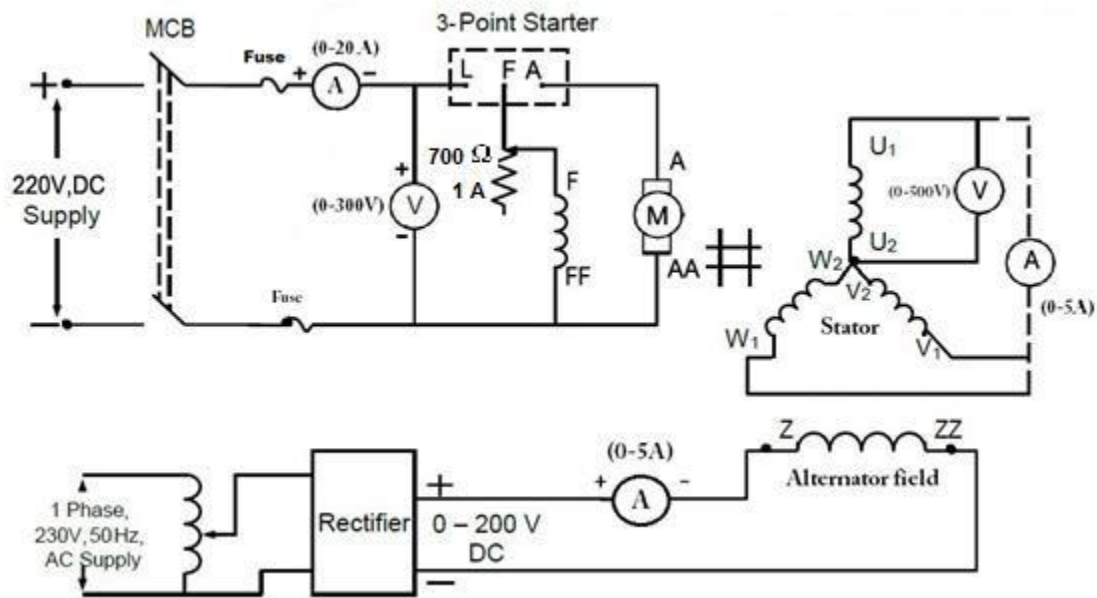 MCB
3-Point Starter
Fuse
(0-20 A)
+
A
-
L
F
A
+
220V,DC
Supply
-
700 Ω
1 A
+
(0-300V)
V
-
F
FF
A
M
AA
Fuse
U1
(0-500V)
V
U2
W2
V2
A
(0-5A)
Stator
W1
V1
1 Phase,
230V, 50Hz,
AC Supply
Rectifier
+
0 – 200 V
DC
-
(0-5A)
+
A
-
Z
ZZ
Alternator field